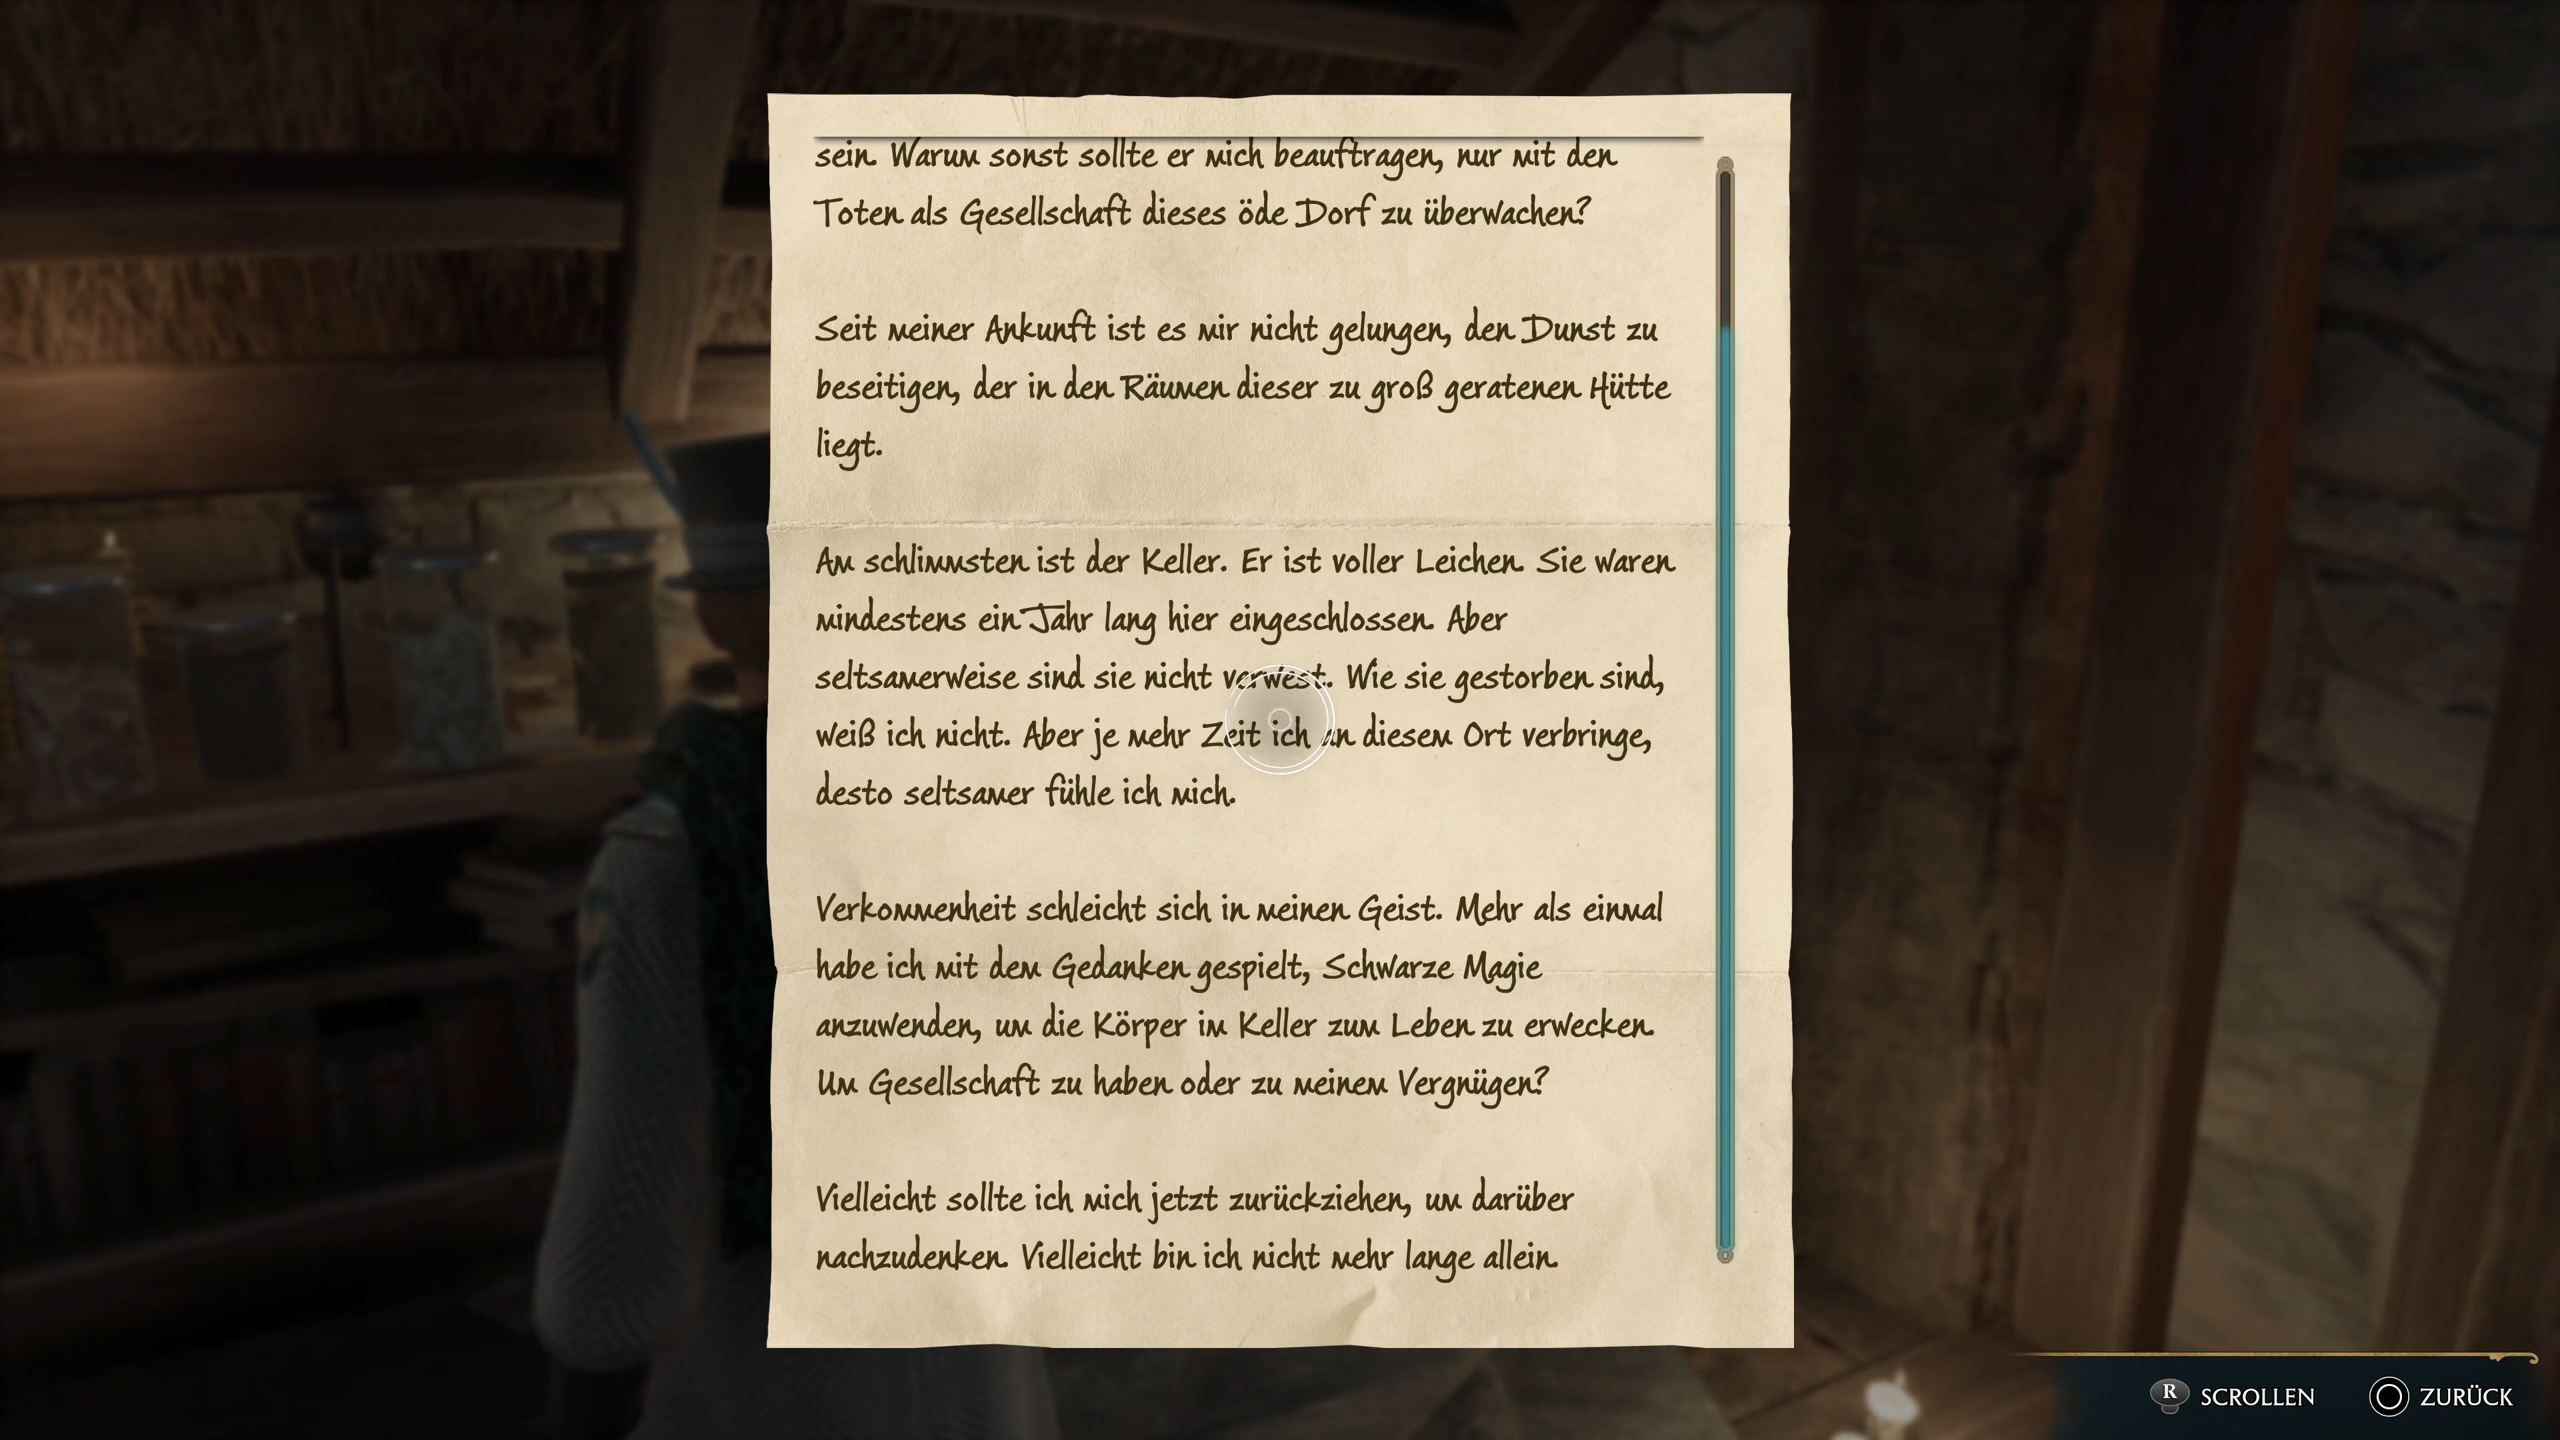 sein. Warum sonst sollte er mich beauftragen, nur mit den
Toten als Gesellschaft dieses öde Dorf zu überwachen?
Seit meiner Ankunft ist es mir nicht gelungen, den Dunst zu
beseitigen, der in den Räumen dieser zu groß geratenen Hütte
liegt.
Am schlimmsten ist der Keller. Er ist voller Leichen. Sie waren
mindestens ein Jahr lang hier eingeschlossen. Aber
seltsamerweise sind sie nicht verwest. Wie sie gestorben sind,
weiß ich nicht. Aber je mehr Zeit ich an diesem Ort verbringe,
desto seltsamer fühle ich mich.
Verkommenheit schleicht sich in meinen Geist. Mehr als einmal
habe ich mit dem Gedanken gespielt, Schwarze Magie
anzuwenden, um die Körper im Keller zum Leben zu erwecken.
Um Gesellschaft zu haben oder zu meinem Vergnügen?
Vielleicht sollte ich mich jetzt zurückziehen, um darüber
nachzudenken. Vielleicht bin ich nicht mehr lange allein.
R SCROLLEN ZURÜCK